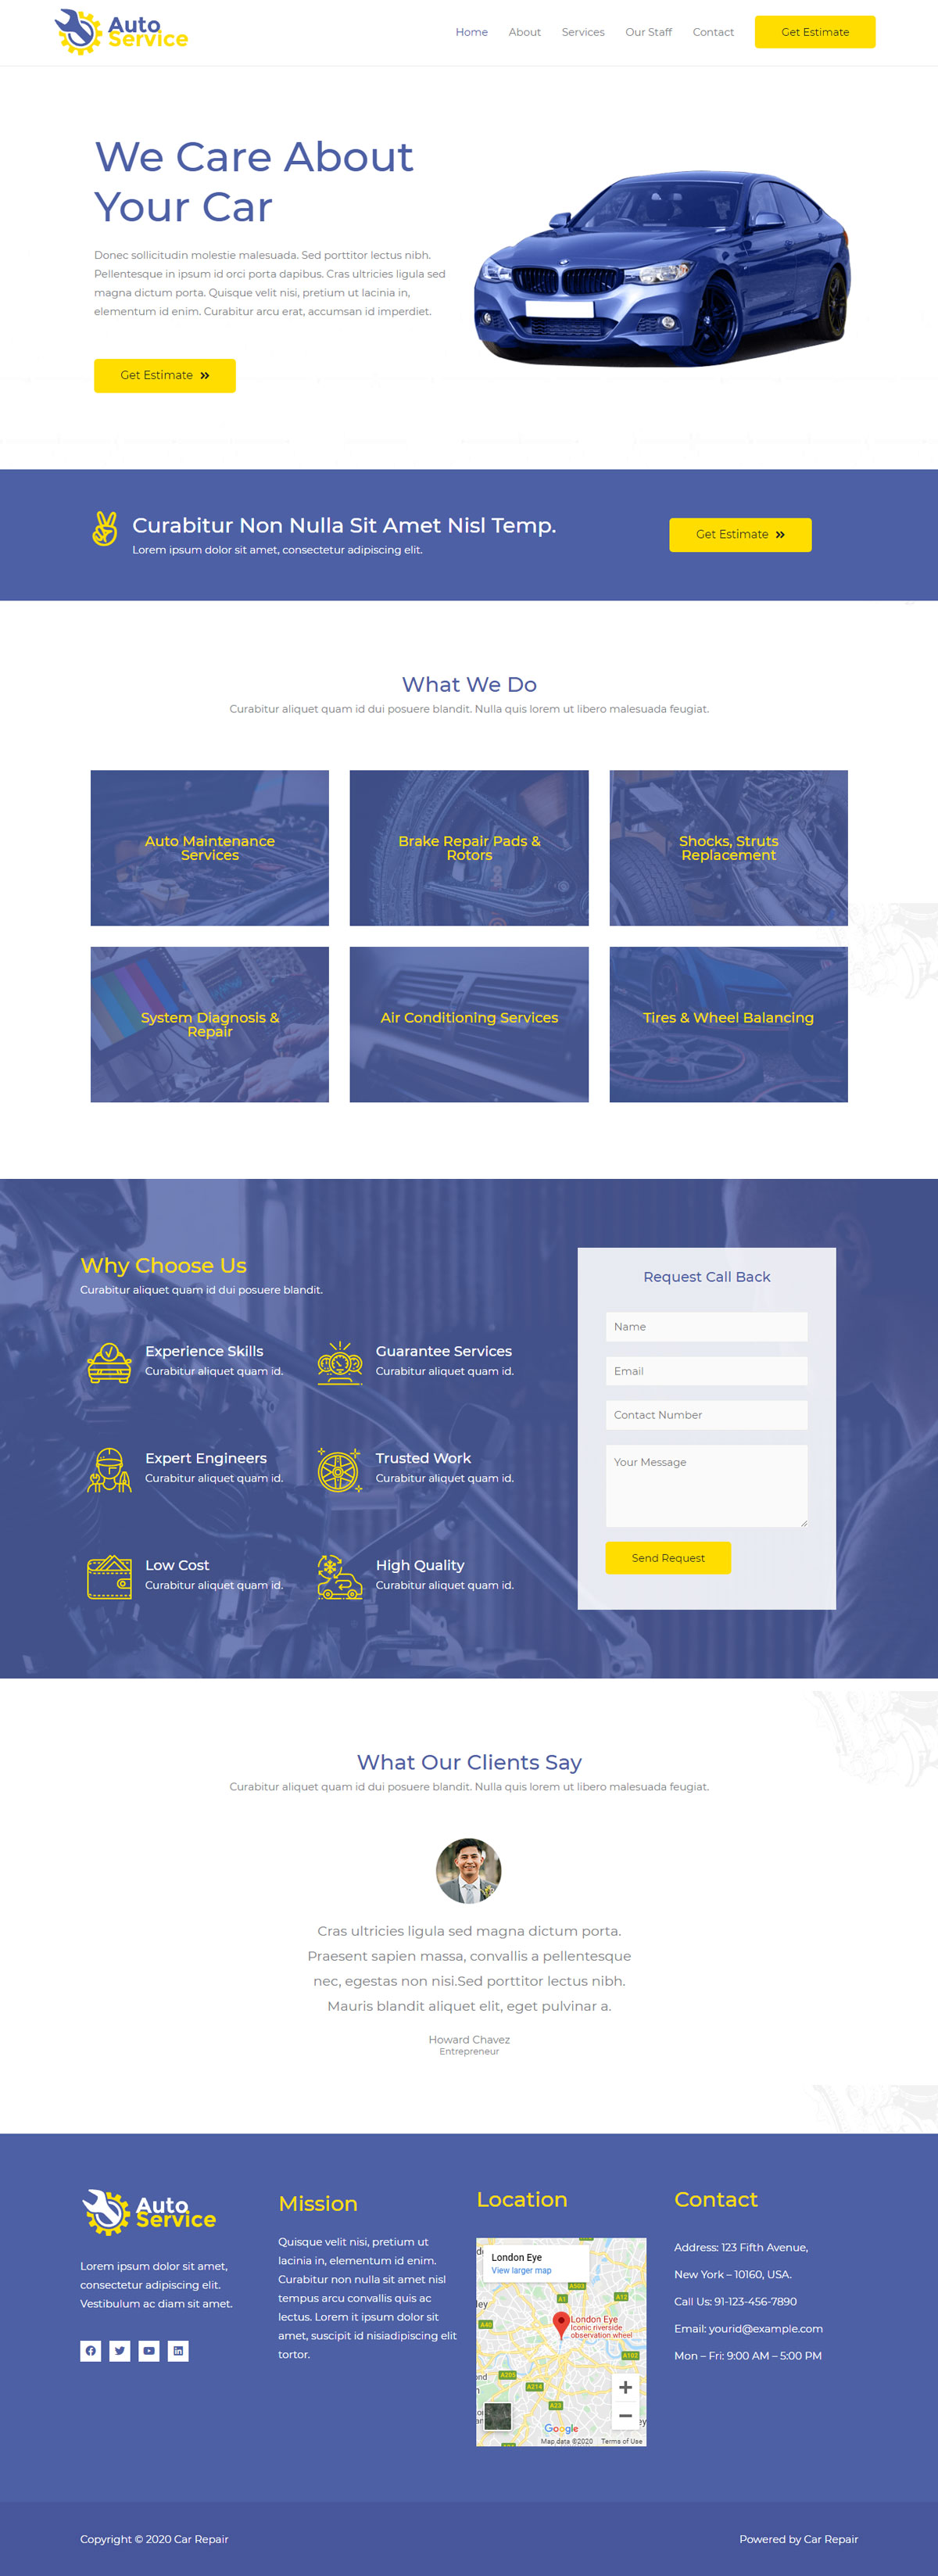 Auto
Service
Home
About
Services
Our Staff
Contact
Get Estimate
We Care About
Your Car
Donec sollicitudin molestie malesuada. Sed porttitor lectus nibh.
Pellentesque in ipsum id orci porta dapibus. Cras ultricies ligula sed
magna dictum porta. Quisque velit nisi, pretium ut lacinia in,
elementum id enim. Curabitur arcu erat, accumsan id imperdiet.
Get Estimate
Curabitur Non Nulla Sit Amet Nisl Temp.
Lorem ipsum dolor sit amet, consectetur adipiscing elit.
Get Estimate
What We Do
Curabitur aliquet quam id dui posuere blandit. Nulla quis lorem ut libero malesuada feugiat.
Auto Maintenance
Services
Brake Repair Pads &
Rotors
Shocks, Struts
Replacement
System Diagnosis &
Repair
Air Conditioning Services
Tires & Wheel Balancing
Why Choose Us
Curabitur aliquet quam id dui posuere blandit.
Experience Skills
Curabitur aliquet quam id.
Guarantee Services
Curabitur aliquet quam id.
Expert Engineers
Curabitur aliquet quam id.
Trusted Work
Curabitur aliquet quam id.
Low Cost
Curabitur aliquet quam id.
High Quality
Curabitur aliquet quam id.
Request Call Back
Name
Email
Contact Number
Your Message
Send Request
What Our Clients Say
Curabitur aliquet quam id dui posuere blandit. Nulla quis lorem ut libero malesuada feugiat.
Cras ultricies ligula sed magna dictum porta.
Praesent sapien massa, convallis a pellentesque
nec, egestas non nisi.Sed porttitor lectus nibh.
Mauris blandit aliquet elit, eget pulvinar a.
Howard Chavez
Entrepreneur
Auto
Service
Lorem ipsum dolor sit amet,
consectetur adipiscing elit.
Vestibulum ac diam sit amet.
Mission
Quisque velit nisi, pretium ut
lacinia in, elementum id enim.
Curabitur non nulla sit amet nisl
tempus arcu convallis quis ac
lectus. Lorem it ipsum dolor sit
amet, suscipit id nisiadipiscing elit
tortor.
Location
London Eye
View larger map
A503
A1
A12
A40
London Eye
Iconic riverside
observation wheel
A102
A205
A214
A23
Google
Map data ©2020
Terms of Use
Contact
Address: 123 Fifth Avenue,
New York – 10160, USA.
Call Us: 91-123-456-7890
Email: yourid@example.com
Mon – Fri: 9:00 AM – 5:00 PM
Copyright © 2020 Car Repair
Powered by Car Repair